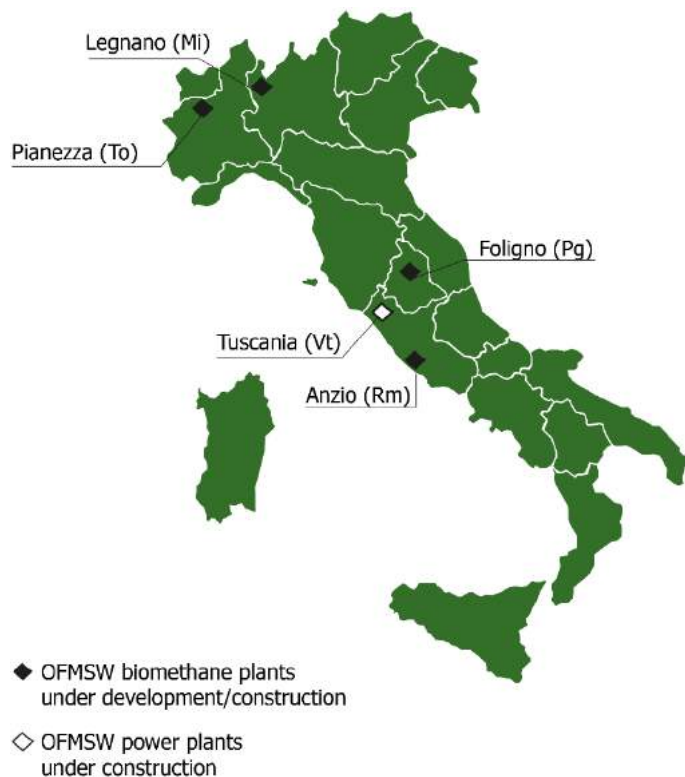 Legnano (Mi)
Pianezza (To)
Foligno (Pg)
Tuscania (Vt)
Anzio (Rm)
OFMSW biomethane plants
under development/construction
OFMSW power plants
under construction